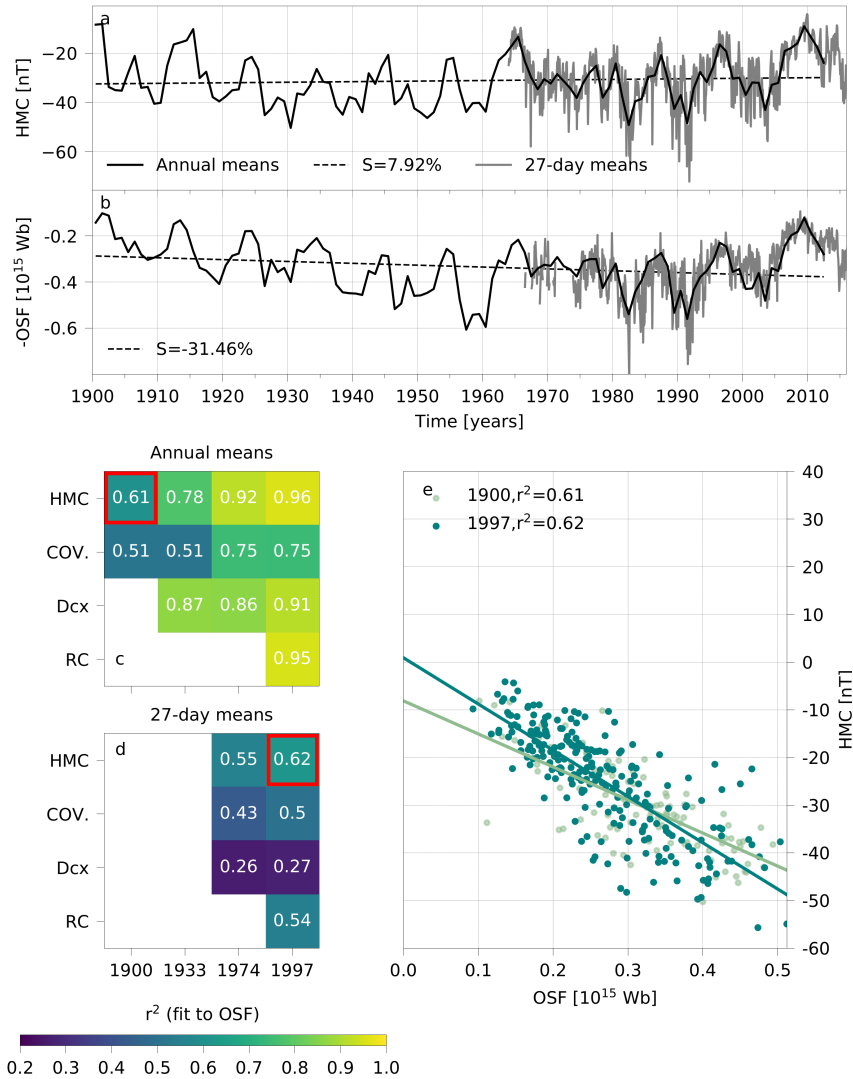 a
HMC [nT]
−20
−40
−60
Annual means
S=7.92%
27-day means
b
-OSF [10¹⁵ Wb]
-0.2
-0.4
-0.6
S=-31.46%
1900 1910 1920 1930 1940 1950 1960 1970 1980 1990 2000 2010
Time [years]
Annual means
HMC 0.61 0.78 0.92 0.96
COV. 0.51 0.51 0.75 0.75
Dcx 0.87 0.86 0.91
RC 0.95
c
27-day means
d
HMC 0.55 0.62
COV. 0.43 0.5
Dcx 0.26 0.27
RC 0.54
1900 1933 1974 1997
r² (fit to OSF)
0.2 0.3 0.4 0.5 0.6 0.7 0.8 0.9 1.0
e
1900,r²=0.61
1997,r²=0.62
40
30
20
10
0
-10
-20
-30
-40
-50
-60
HMC [nT]
0.0 0.1 0.2 0.3 0.4 0.5
OSF [10¹⁵ Wb]